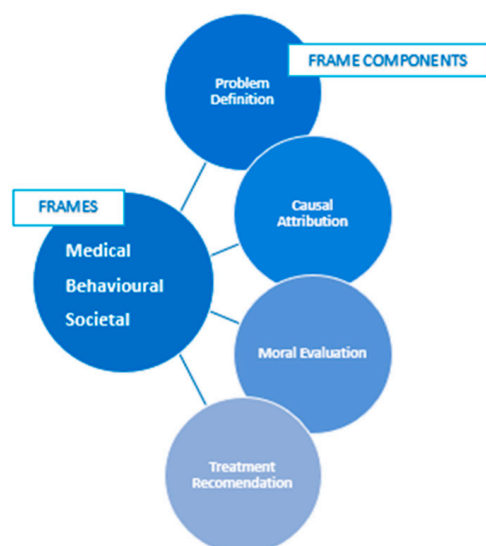 FRAME COMPONENTS
Problem
Definition
Causal
Attribution
FRAMES
Medical
Behavioural
Societal
Moral Evaluation
Treatment
Recomendation